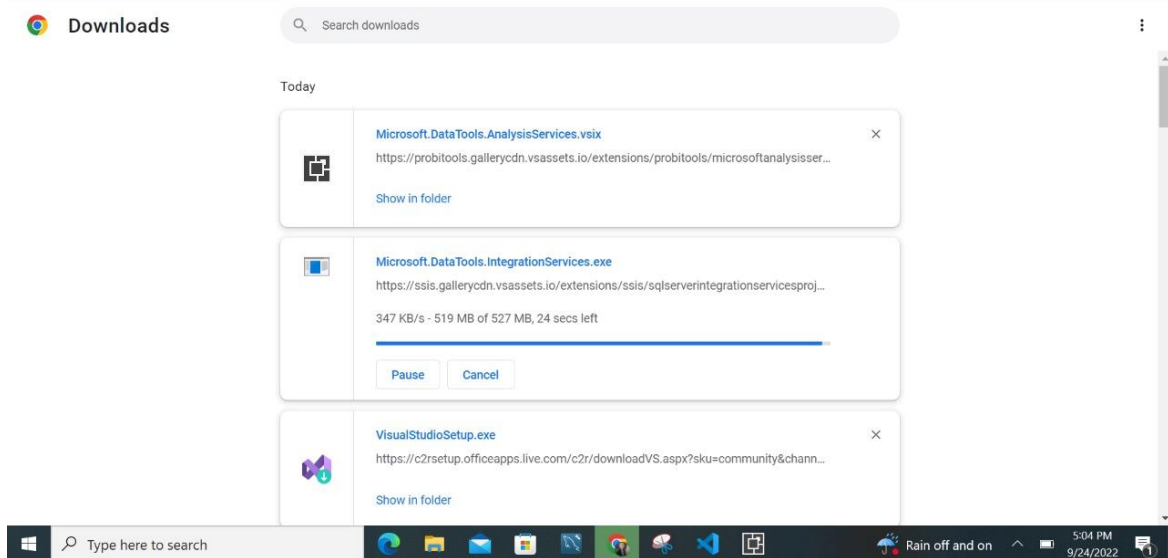 Downloads
Search downloads
Today
Microsoft.DataTools.AnalysisServices.vsix
https://probitools.gallerycdn.vsassets.io/extensions/probitools/microsoftanalysisser...
Show in folder
Microsoft.DataTools.IntegrationServices.exe
https://ssis.gallerycdn.vsassets.io/extensions/ssis/sqlserverintegrationservicesproj...
347 KB/s - 519 MB of 527 MB, 24 secs left
Pause Cancel
VisualStudioSetup.exe
https://c2rsetup.officeapps.live.com/c2r/downloadVS.aspx?sku=community&chann...
Show in folder
Type here to search
Rain off and on
5:04 PM
9/24/2022